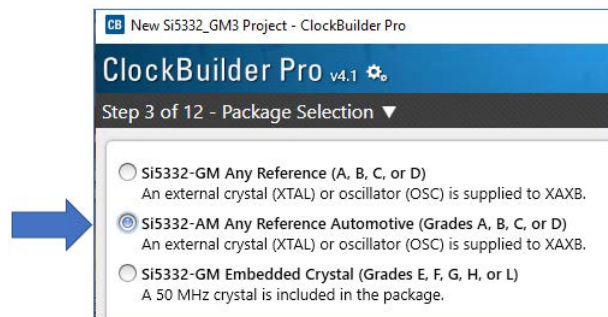 CB New Si5332_GM3 Project - ClockBuilder Pro
ClockBuilder Pro v4.1
Step 3 of 12 - Package Selection ▼
Si5332-GM Any Reference (A, B, C, or D)
An external crystal (XTAL) or oscillator (OSC) is supplied to XAXB.
Si5332-AM Any Reference Automotive (Grades A, B, C, or D)
An external crystal (XTAL) or oscillator (OSC) is supplied to XAXB.
Si5332-GM Embedded Crystal (Grades E, F, G, H, or L)
A 50 MHz crystal is included in the package.